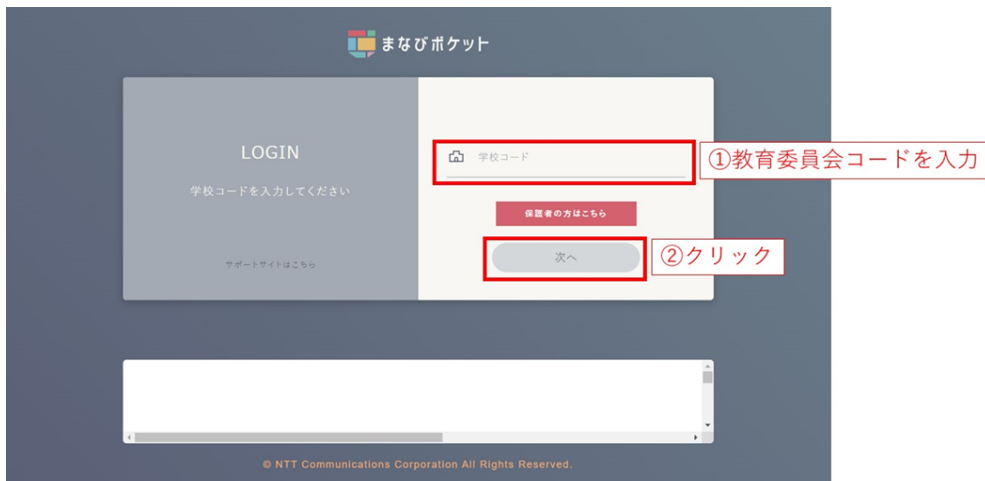 まなびポケット
LOGIN
学校コードを入力してください
サポートサイトはこちら
学校コード
①教育委員会コードを入力
保護者の方はこちら
次へ
②クリック
© NTT Communications Corporation All Rights Reserved.